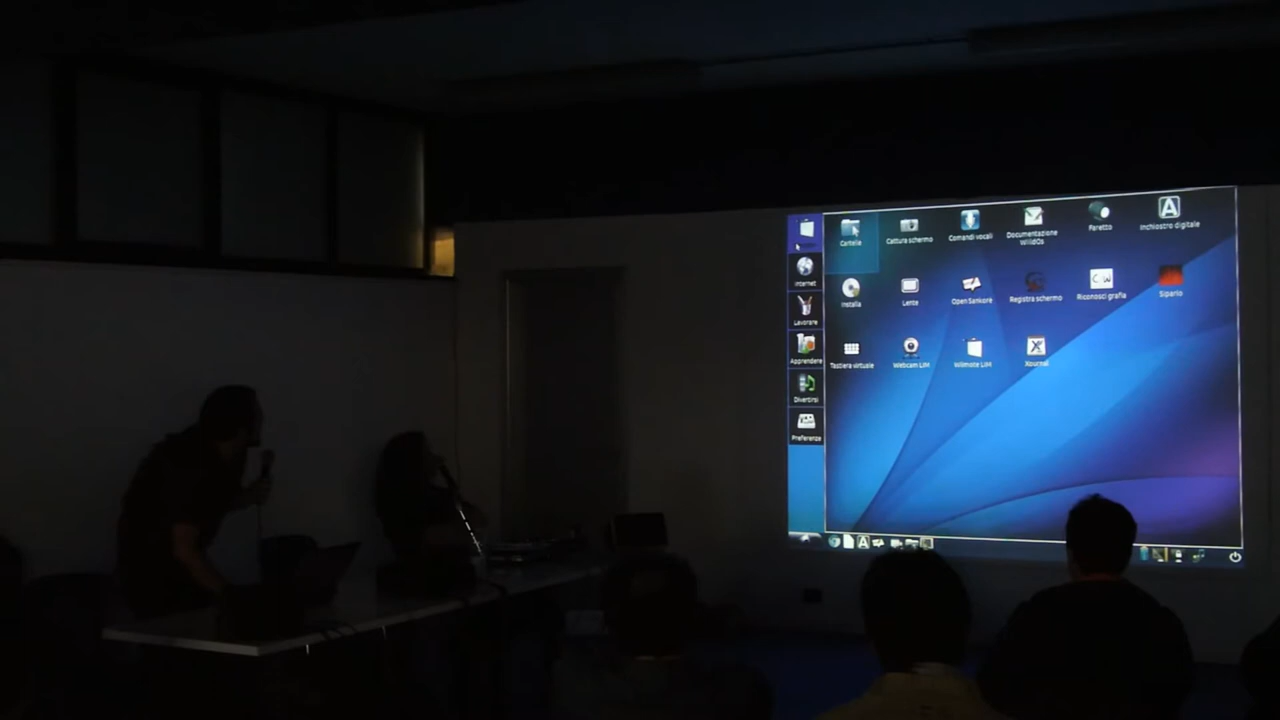 Cartelle
Cattura schermo
Comandi vocali
Documentazione
WiildOs
Faretto
A
Inchiostro digitale
Internet
Installa
Lente
Open Sankore
Registra schermo
Riconosci grafia
Sipario
Lavorare
Apprendere
Tastiera virtuale
Webcam LIM
Wiimote LIM
Xournal
Divertirsi
Preferenze